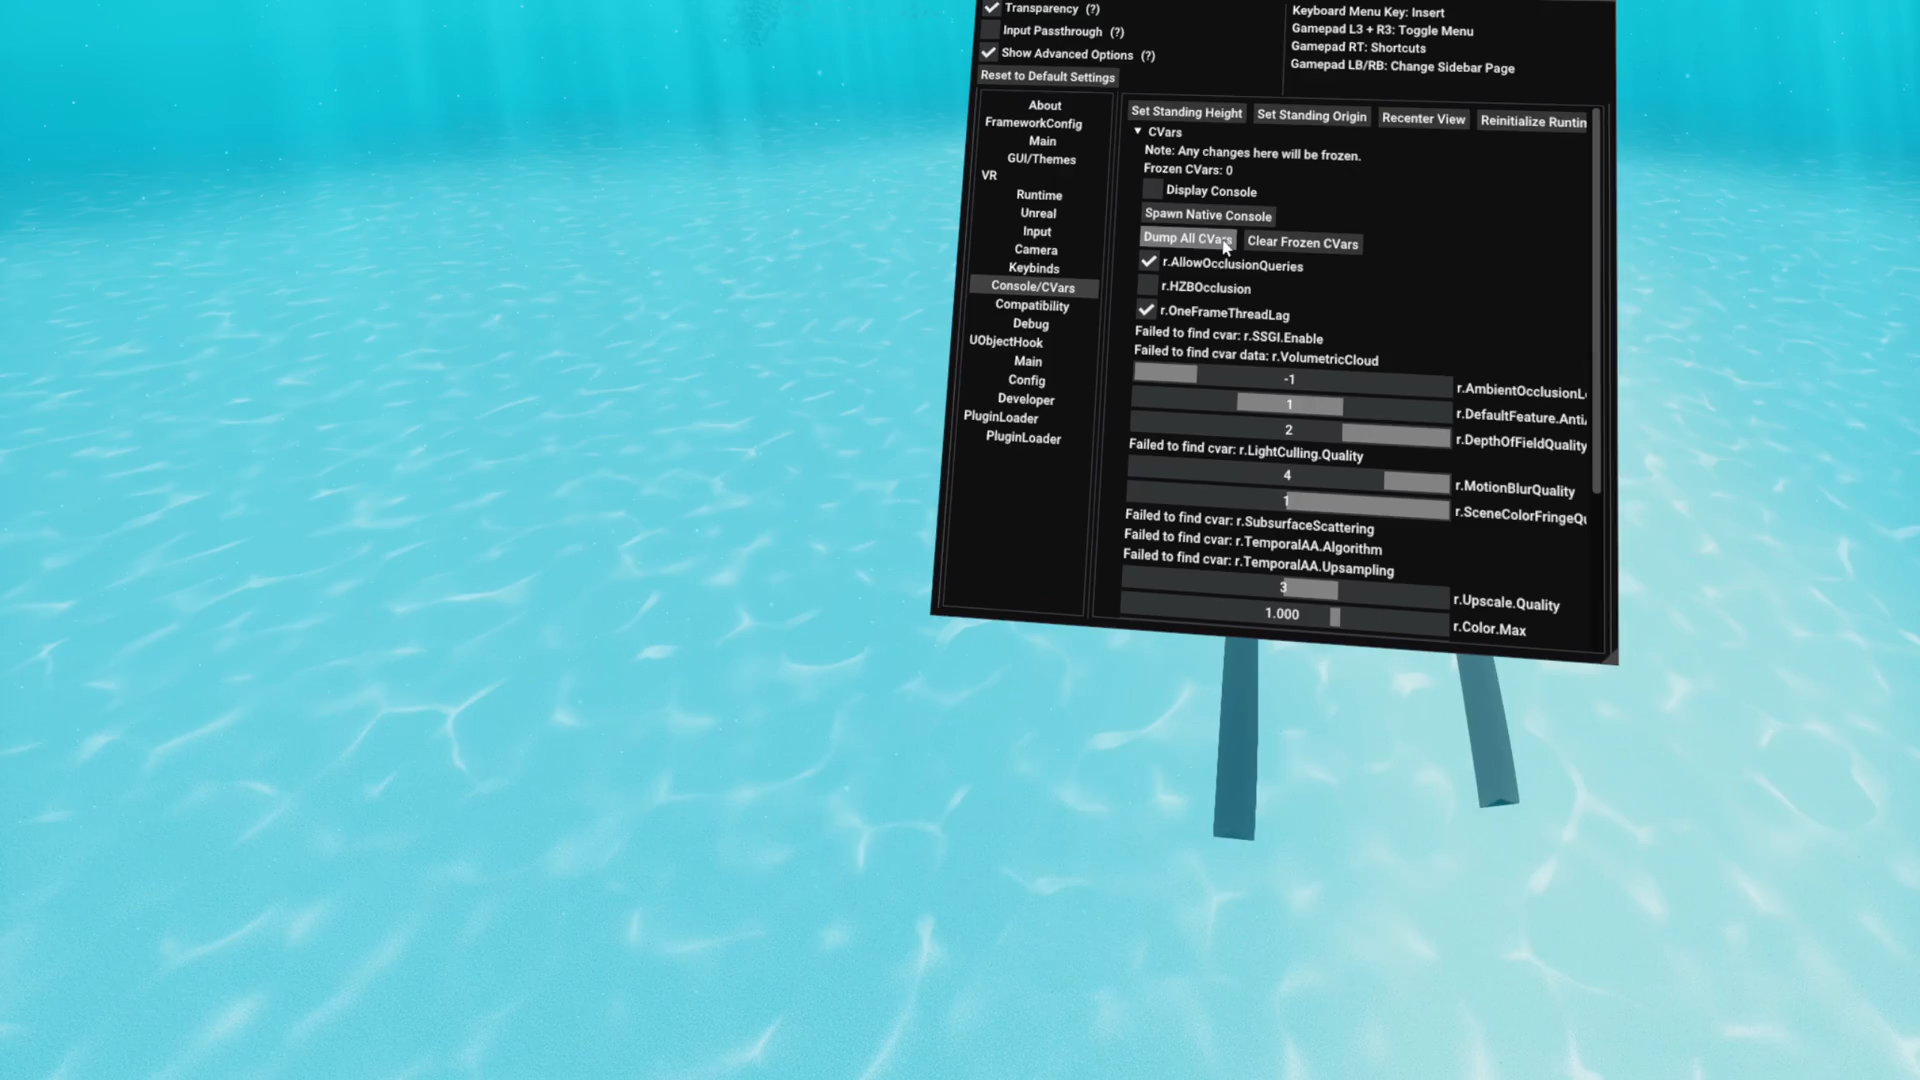 Transparency (?)
Input Passthrough (?)
Show Advanced Options (?)
Reset to Default Settings
Keyboard Menu Key: Insert
Gamepad L3 + R3: Toggle Menu
Gamepad RT: Shortcuts
Gamepad LB/RB: Change Sidebar Page
About
FrameworkConfig
Main
GUI/Themes
VR
Runtime
Unreal
Input
Camera
Keybinds
Console/CVars
Compatibility
Debug
UObjectHook
Main
Config
Developer
PluginLoader
PluginLoader
Set Standing Height Set Standing Origin Recenter View Reinitialize Runtin
CVars
Note: Any changes here will be frozen.
Frozen CVars: 0
Display Console
Spawn Native Console
Dump All CVars Clear Frozen CVars
r.AllowOcclusionQueries
r.HZBOcclusion
r.OneFrameThreadLag
Failed to find cvar: r.SSGI.Enable
Failed to find cvar data: r.VolumetricCloud
-1 r.AmbientOcclusionL
1 r.DefaultFeature.Anti
2 r.DepthOfFieldQuality
Failed to find cvar: r.LightCulling.Quality
4 r.MotionBlurQuality
1 r.SceneColorFringeQu
Failed to find cvar: r.SubsurfaceScattering
Failed to find cvar: r.TemporalAA.Algorithm
Failed to find cvar: r.TemporalAA.Upsampling
3 r.Upscale.Quality
1.000 r.Color.Max